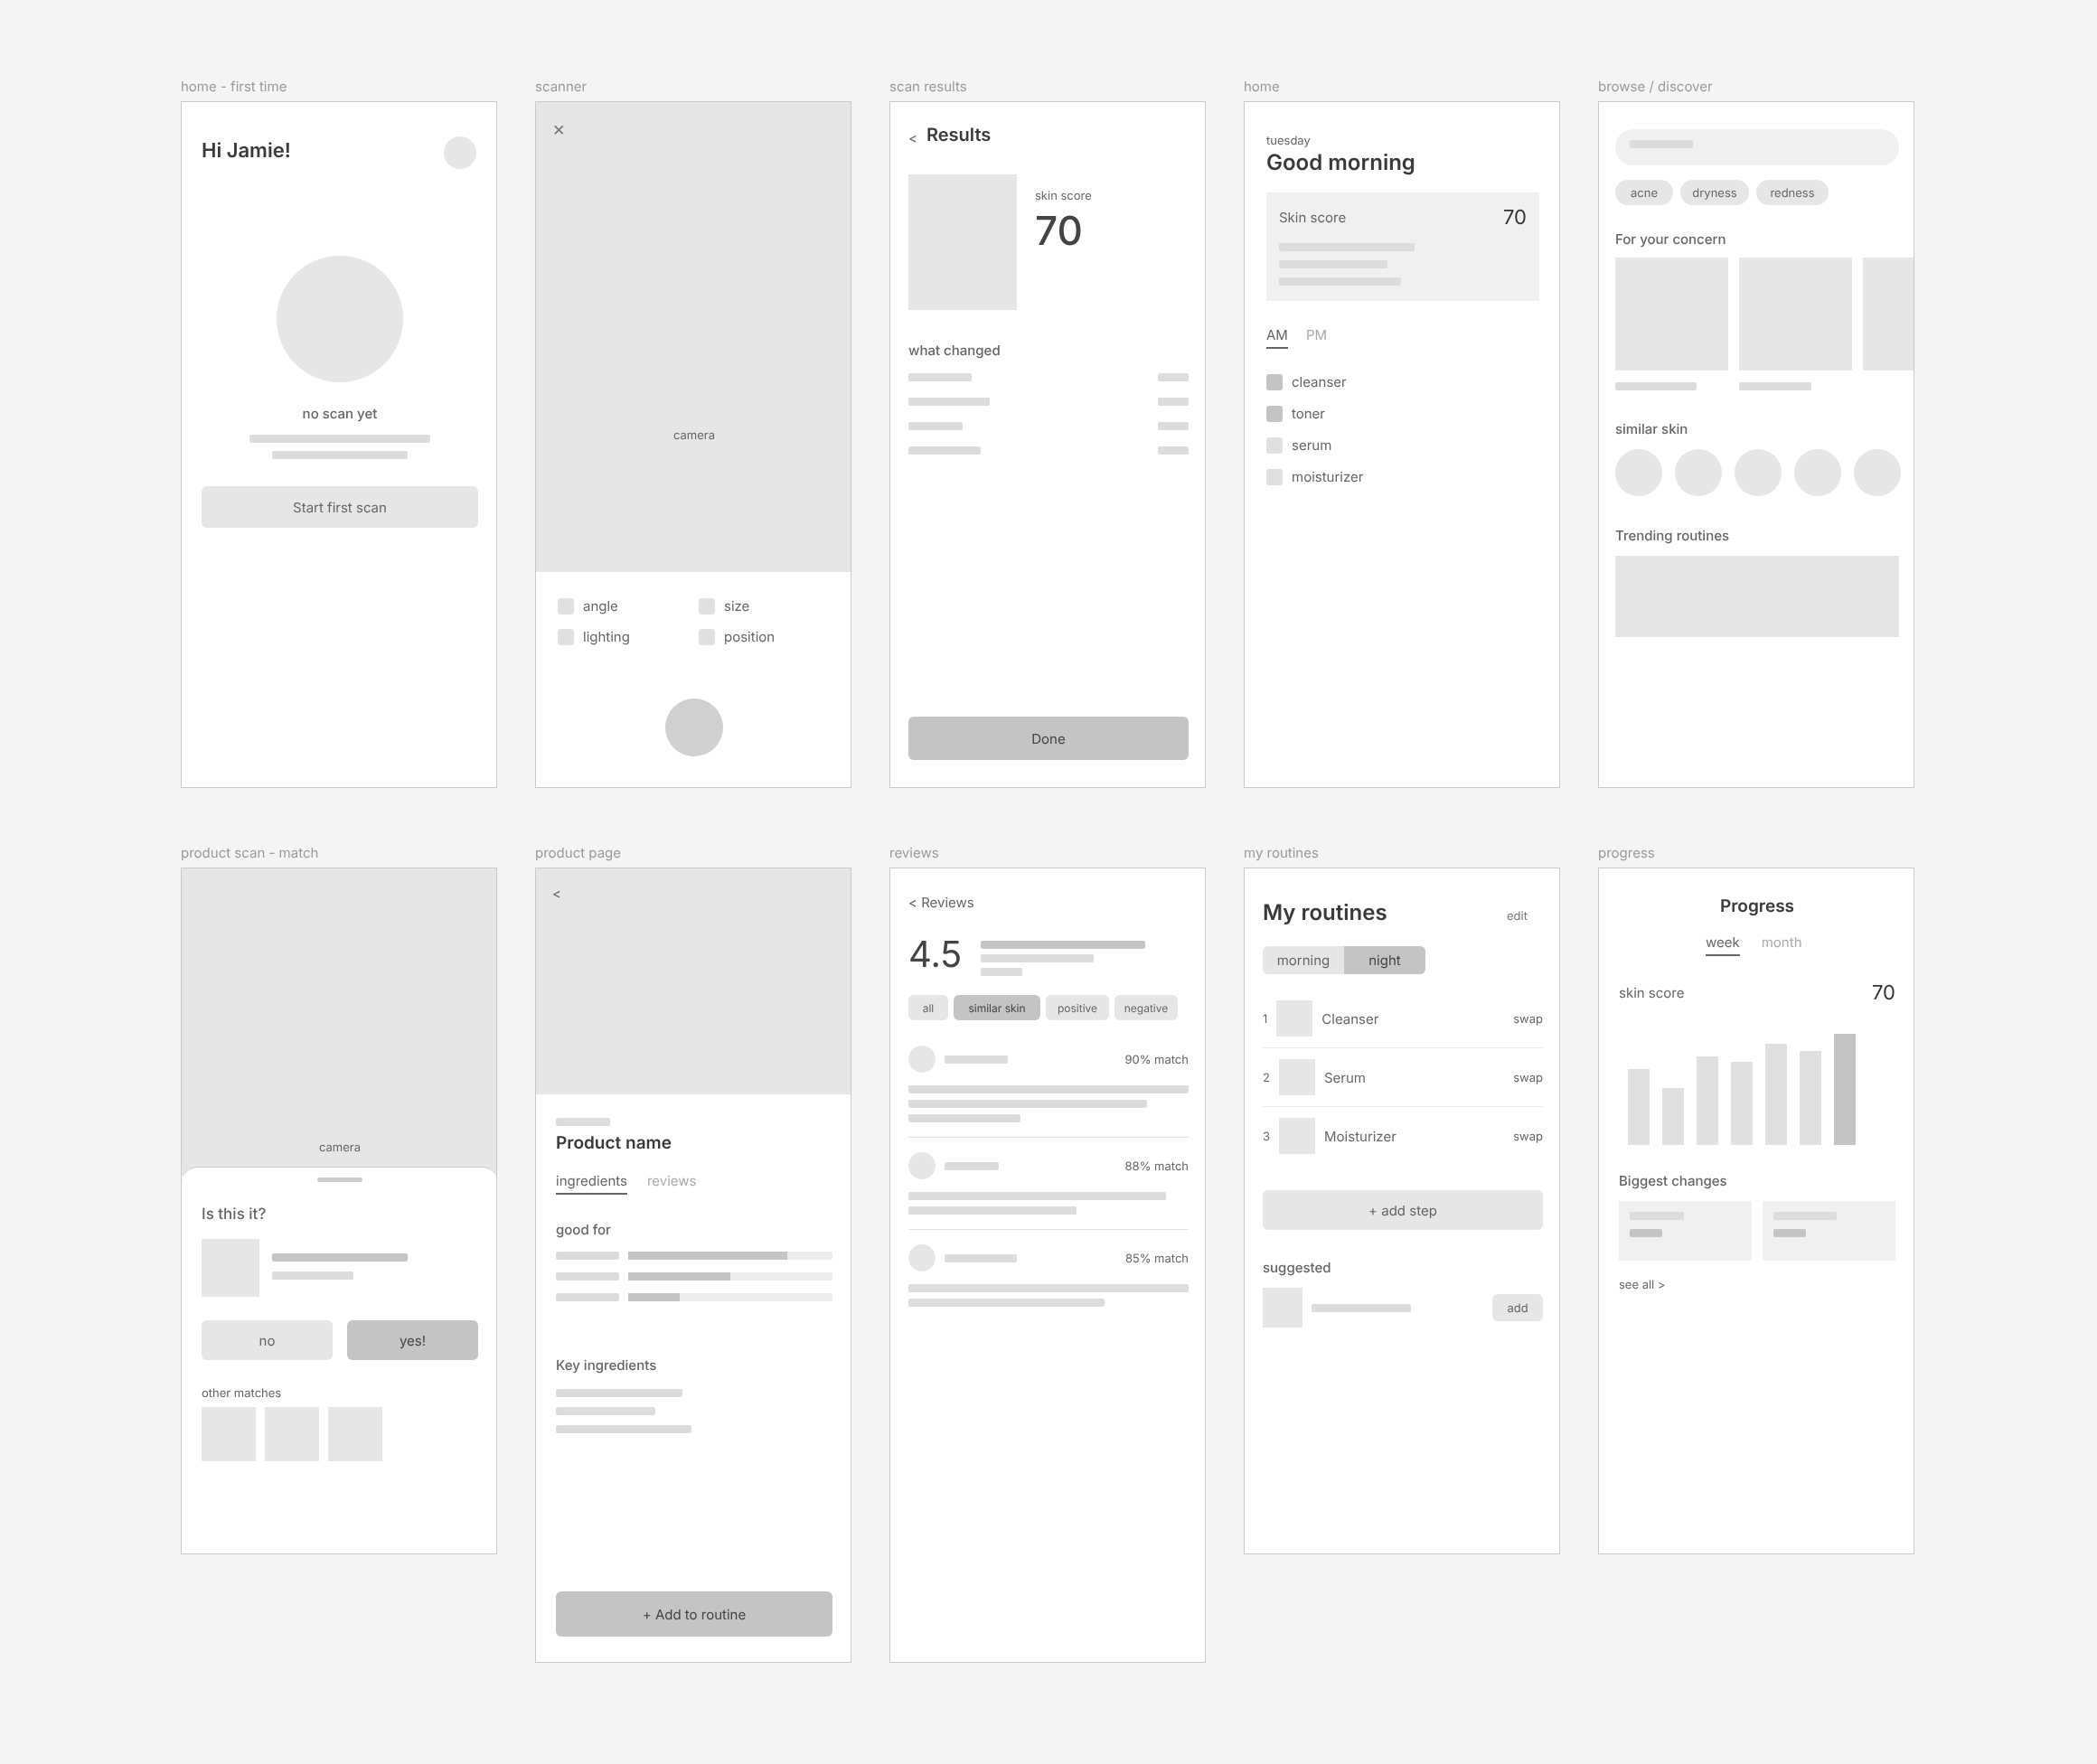 home - first time
Hi Jamie!
no scan yet
Start first scan
scanner
×
camera
angle
size
lighting
position
scan results
< Results
skin score
70
what changed
Done
home
tuesday
Good morning
Skin score 70
AM PM
cleanser
toner
serum
moisturizer
browse / discover
acne dryness redness
For your concern
similar skin
Trending routines
product scan - match
camera
Is this it?
no yes!
other matches
product page
<
Product name
ingredients reviews
good for
Key ingredients
+ Add to routine
reviews
< Reviews
4.5
all similar skin positive negative
90% match
88% match
85% match
my routines
My routines edit
morning night
1 Cleanser swap
2 Serum swap
3 Moisturizer swap
+ add step
suggested
add
progress
Progress
week month
skin score 70
Biggest changes
see all >